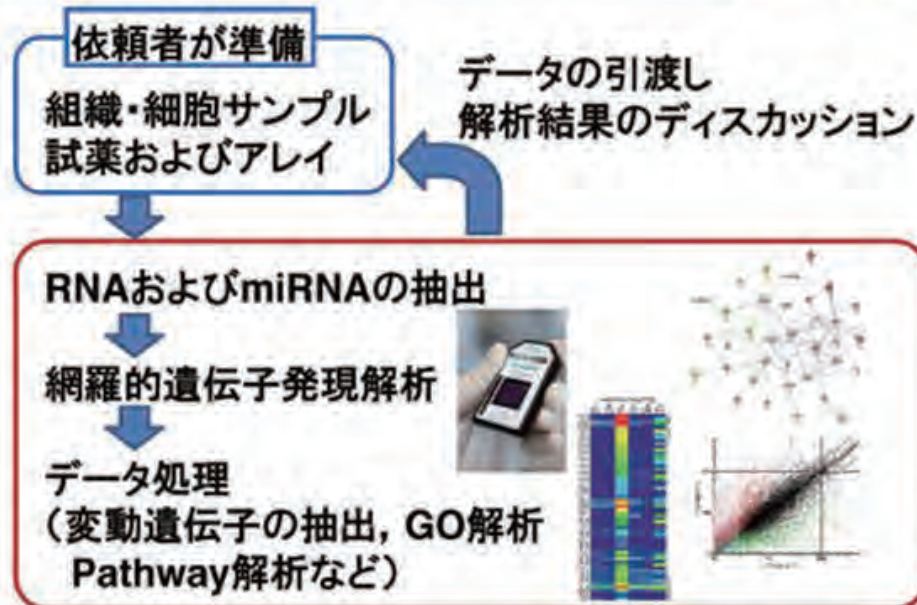 依頼者が準備
組織・細胞サンプル
試薬およびアレイ
データの引渡し
解析結果のディスカッション
RNAおよびmiRNAの抽出
網羅的遺伝子発現解析
データ処理
（変動遺伝子の抽出, GO解析
Pathway解析など）